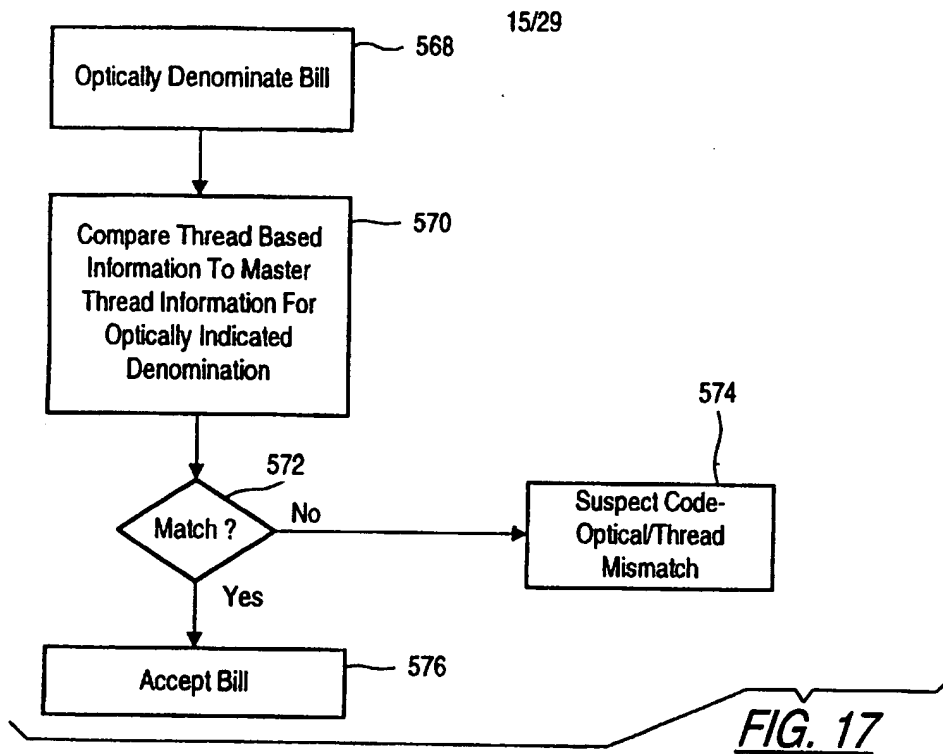 15/29
568
Optically Denominate Bill
570
Compare Thread Based
Information To Master
Thread Information For
Optically Indicated
Denomination
572
Match ?
No
574
Suspect Code-
Optical/Thread
Mismatch
Yes
576
Accept Bill
FIG. 17